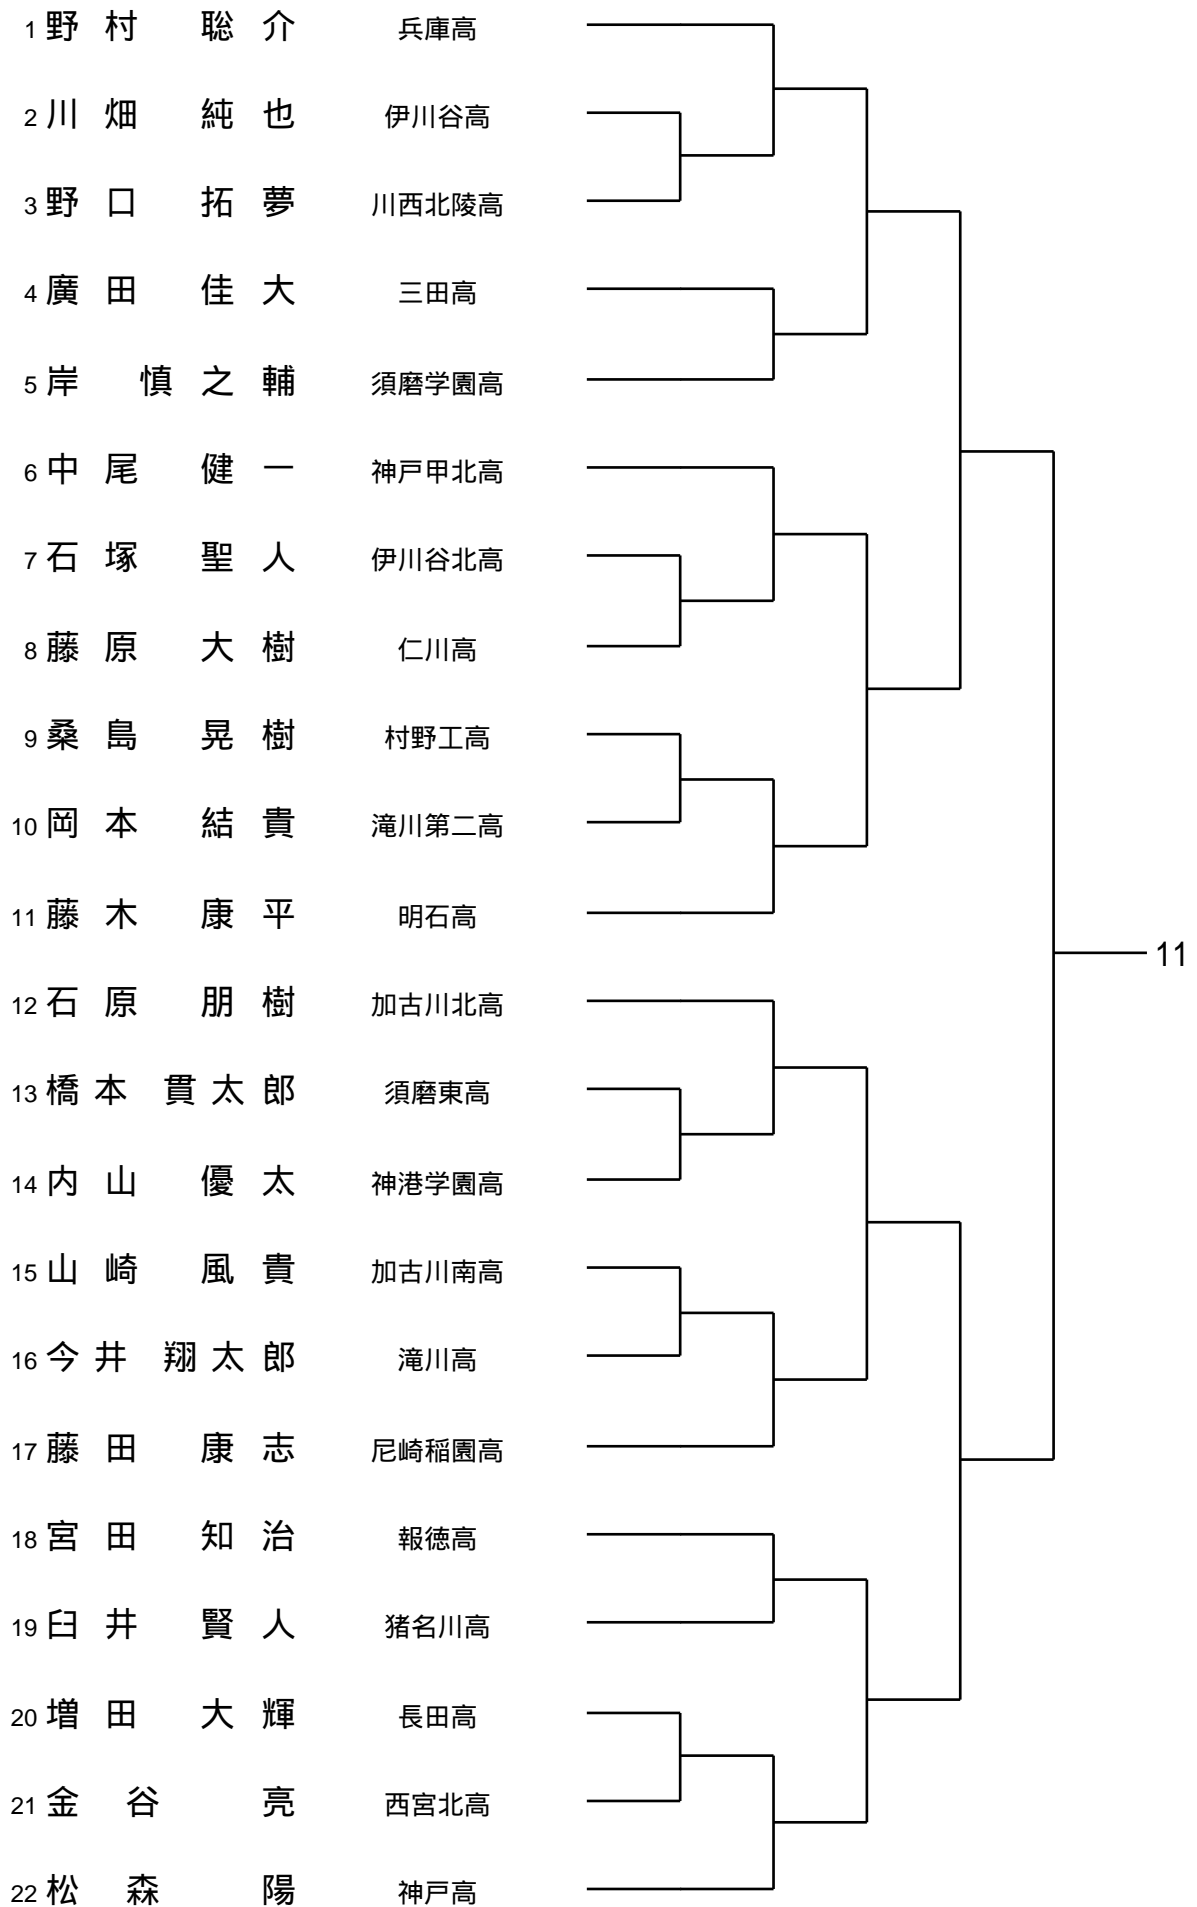 1 野村 聡介 兵庫高
2 川畑 純也 伊川谷高
3 野口 拓夢 川西北陵高
4 廣田 佳大 三田高
5 岸 慎之輔 須磨学園高
6 中尾 健一 神戸甲北高
7 石塚 聖人 伊川谷北高
8 藤原 大樹 仁川高
9 桑島 晃樹 村野工高
10 岡本 結貴 滝川第二高
11 藤木 康平 明石高
11
12 石原 朋樹 加古川北高
13 橋本 貫太郎 須磨東高
14 内山 優太 神港学園高
15 山崎 風貴 加古川南高
16 今井 翔太郎 滝川高
17 藤田 康志 尼崎稲園高
18 宮田 知治 報徳高
19 臼井 賢人 猪名川高
20 増田 大輝 長田高
21 金谷 亮 西宮北高
22 松森 陽 神戸高